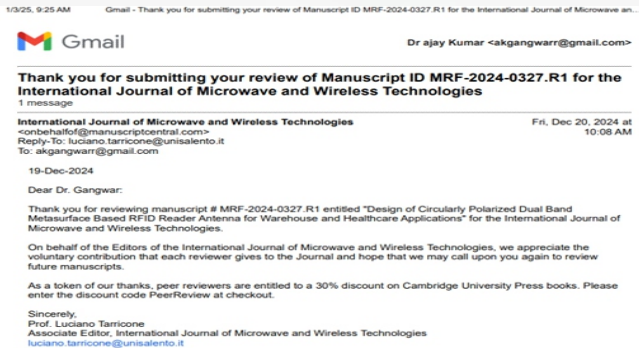 1/3/25, 9:25 AM Gmail - Thank you for submitting your review of Manuscript ID MRF-2024-0327.R1 for the International Journal of Microwave an...
Gmail
Dr ajay Kumar <akgangwarr@gmail.com>
Thank you for submitting your review of Manuscript ID MRF-2024-0327.R1 for the
International Journal of Microwave and Wireless Technologies
1 message
International Journal of Microwave and Wireless Technologies
Fri, Dec 20, 2024 at
<onbehalfof@manuscriptcentral.com>
10:08 AM
Reply-To: luciano.tarricone@unisalento.it
To: akgangwarr@gmail.com
19-Dec-2024
Dear Dr. Gangwar:
Thank you for reviewing manuscript # MRF-2024-0327.R1 entitled "Design of Circularly Polarized Dual Band
Metasurface Based RFID Reader Antenna for Warehouse and Healthcare Applications" for the International Journal of
Microwave and Wireless Technologies.
On behalf of the Editors of the International Journal of Microwave and Wireless Technologies, we appreciate the
voluntary contribution that each reviewer gives to the Journal and hope that we may call upon you again to review
future manuscripts.
As a token of our thanks, peer reviewers are entitled to a 30% discount on Cambridge University Press books. Please
enter the discount code PeerReview at checkout.
Sincerely,
Prof. Luciano Tarricone
Associate Editor, International Journal of Microwave and Wireless Technologies
luciano.tarricone@unisalento.it